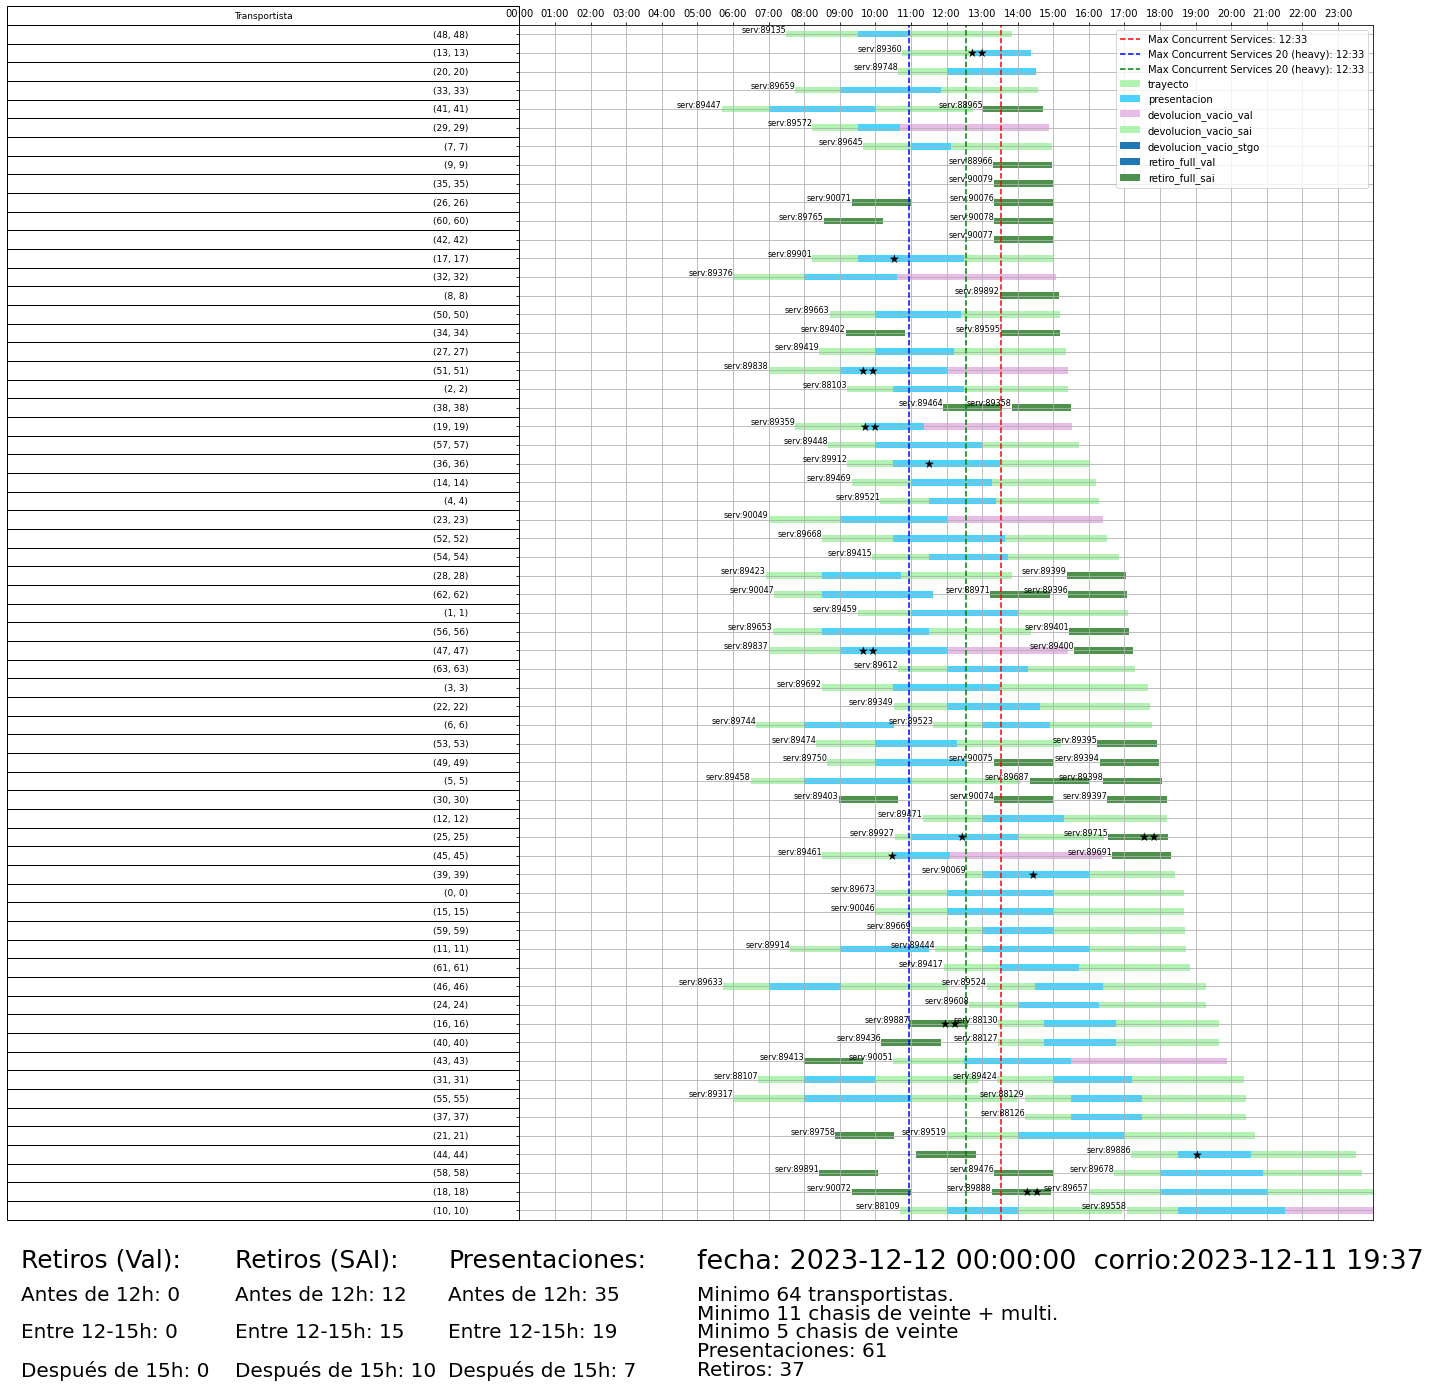 Transportista
00:00 01:00 02:00 03:00 04:00 05:00 06:00 07:00 08:00 09:00 10:00 11:00 12:00 13:00 14:00 15:00 16:00 17:00 18:00 19:00 20:00 21:00 22:00 23:00
Max Concurrent Services: 12:33
Max Concurrent Services 20 (heavy): 12:33
Max Concurrent Services 20 (heavy): 12:33
trayecto
presentacion
devolucion_vacio_val
devolucion_vacio_sai
devolucion_vacio_stgo
retiro_full_val
retiro_full_sai
(48, 48) serv:89135
(13, 13) serv:89360
(20, 20) serv:89748
(33, 33) serv:89659
(41, 41) serv:89447 serv:88965
(29, 29) serv:89572
(7, 7) serv:89645
(9, 9) serv:88966
(35, 35) serv:90079
(26, 26) serv:90071 serv:90076
(60, 60) serv:89765 serv:90078
(42, 42) serv:90077
(17, 17) serv:89901
(32, 32) serv:89376
(8, 8) serv:89892
(50, 50) serv:89663
(34, 34) serv:89402 serv:89595
(27, 27) serv:89419
(51, 51) serv:89838
(2, 2) serv:88103
(38, 38) serv:89464 serv:89358
(19, 19) serv:89359
(57, 57) serv:89448
(36, 36) serv:89912
(14, 14) serv:89469
(4, 4) serv:89521
(23, 23) serv:90049
(52, 52) serv:89668
(54, 54) serv:89415
(28, 28) serv:89423 serv:89399
(62, 62) serv:90047 serv:88971 serv:89396
(1, 1) serv:89459
(56, 56) serv:89653 serv:89401
(47, 47) serv:89837 serv:89400
(63, 63) serv:89612
(3, 3) serv:89692
(22, 22) serv:89349
(6, 6) serv:89744 serv:89523
(53, 53) serv:89474 serv:89395
(49, 49) serv:89750 serv:90075 serv:89394
(5, 5) serv:89458 serv:89687 serv:89398
(30, 30) serv:89403 serv:90074 serv:89397
(12, 12) serv:89471
(25, 25) serv:89927 serv:89715
(45, 45) serv:89461 serv:89691
(39, 39) serv:90069
(0, 0) serv:89673
(15, 15) serv:90046
(59, 59) serv:89669
(11, 11) serv:89914 serv:89444
(61, 61) serv:89417
(46, 46) serv:89633 serv:89524
(24, 24) serv:89608
(16, 16) serv:89887 serv:88130
(40, 40) serv:89436 serv:88127
(43, 43) serv:89413 serv:90051
(31, 31) serv:88107 serv:89424
(55, 55) serv:89317 serv:88129
(37, 37) serv:88126
(21, 21) serv:89758 serv:89519
(44, 44) serv:89886
(58, 58) serv:89891 serv:89476 serv:89678
(18, 18) serv:90072 serv:89888 serv:89657
(10, 10) serv:88109 serv:89558
Retiros (Val):
Antes de 12h: 0
Entre 12-15h: 0
Después de 15h: 0
Retiros (SAI):
Antes de 12h: 12
Entre 12-15h: 15
Después de 15h: 10
Presentaciones:
Antes de 12h: 35
Entre 12-15h: 19
Después de 15h: 7
fecha: 2023-12-12 00:00:00 corrio:2023-12-11 19:37
Minimo 64 transportistas.
Minimo 11 chasis de veinte + multi.
Minimo 5 chasis de veinte
Presentaciones: 61
Retiros: 37